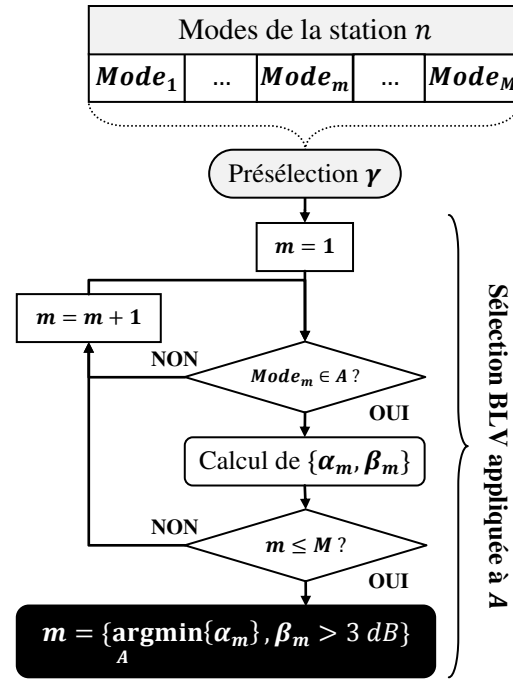 Modes de la station n
Mode₁ ... Modeₘ ... Mode_M
Présélection γ
m = 1
m = m + 1
NON
Modeₘ ∈ A ?
OUI
Calcul de {αₘ, βₘ}
NON
m ≤ M ?
OUI
m = {argmin{αₘ}, βₘ > 3 dB}
A
Sélection BLV appliquée à A